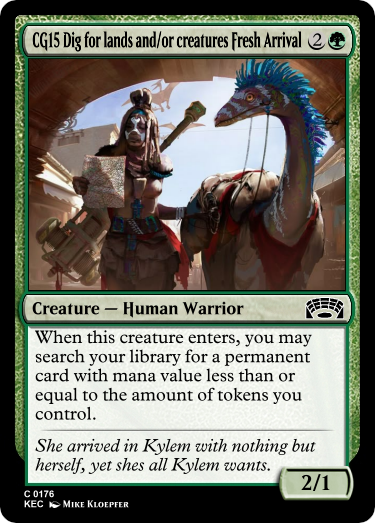 CG15 Dig for lands and/or creatures Fresh Arrival 2
Creature — Human Warrior
When this creature enters, you may
search your library for a permanent
card with mana value less than or
equal to the amount of tokens you
control.
She arrived in Kylem with nothing but
herself, yet shes all Kylem wants.
2/1
C 0176
KEC Mike Kloepfer